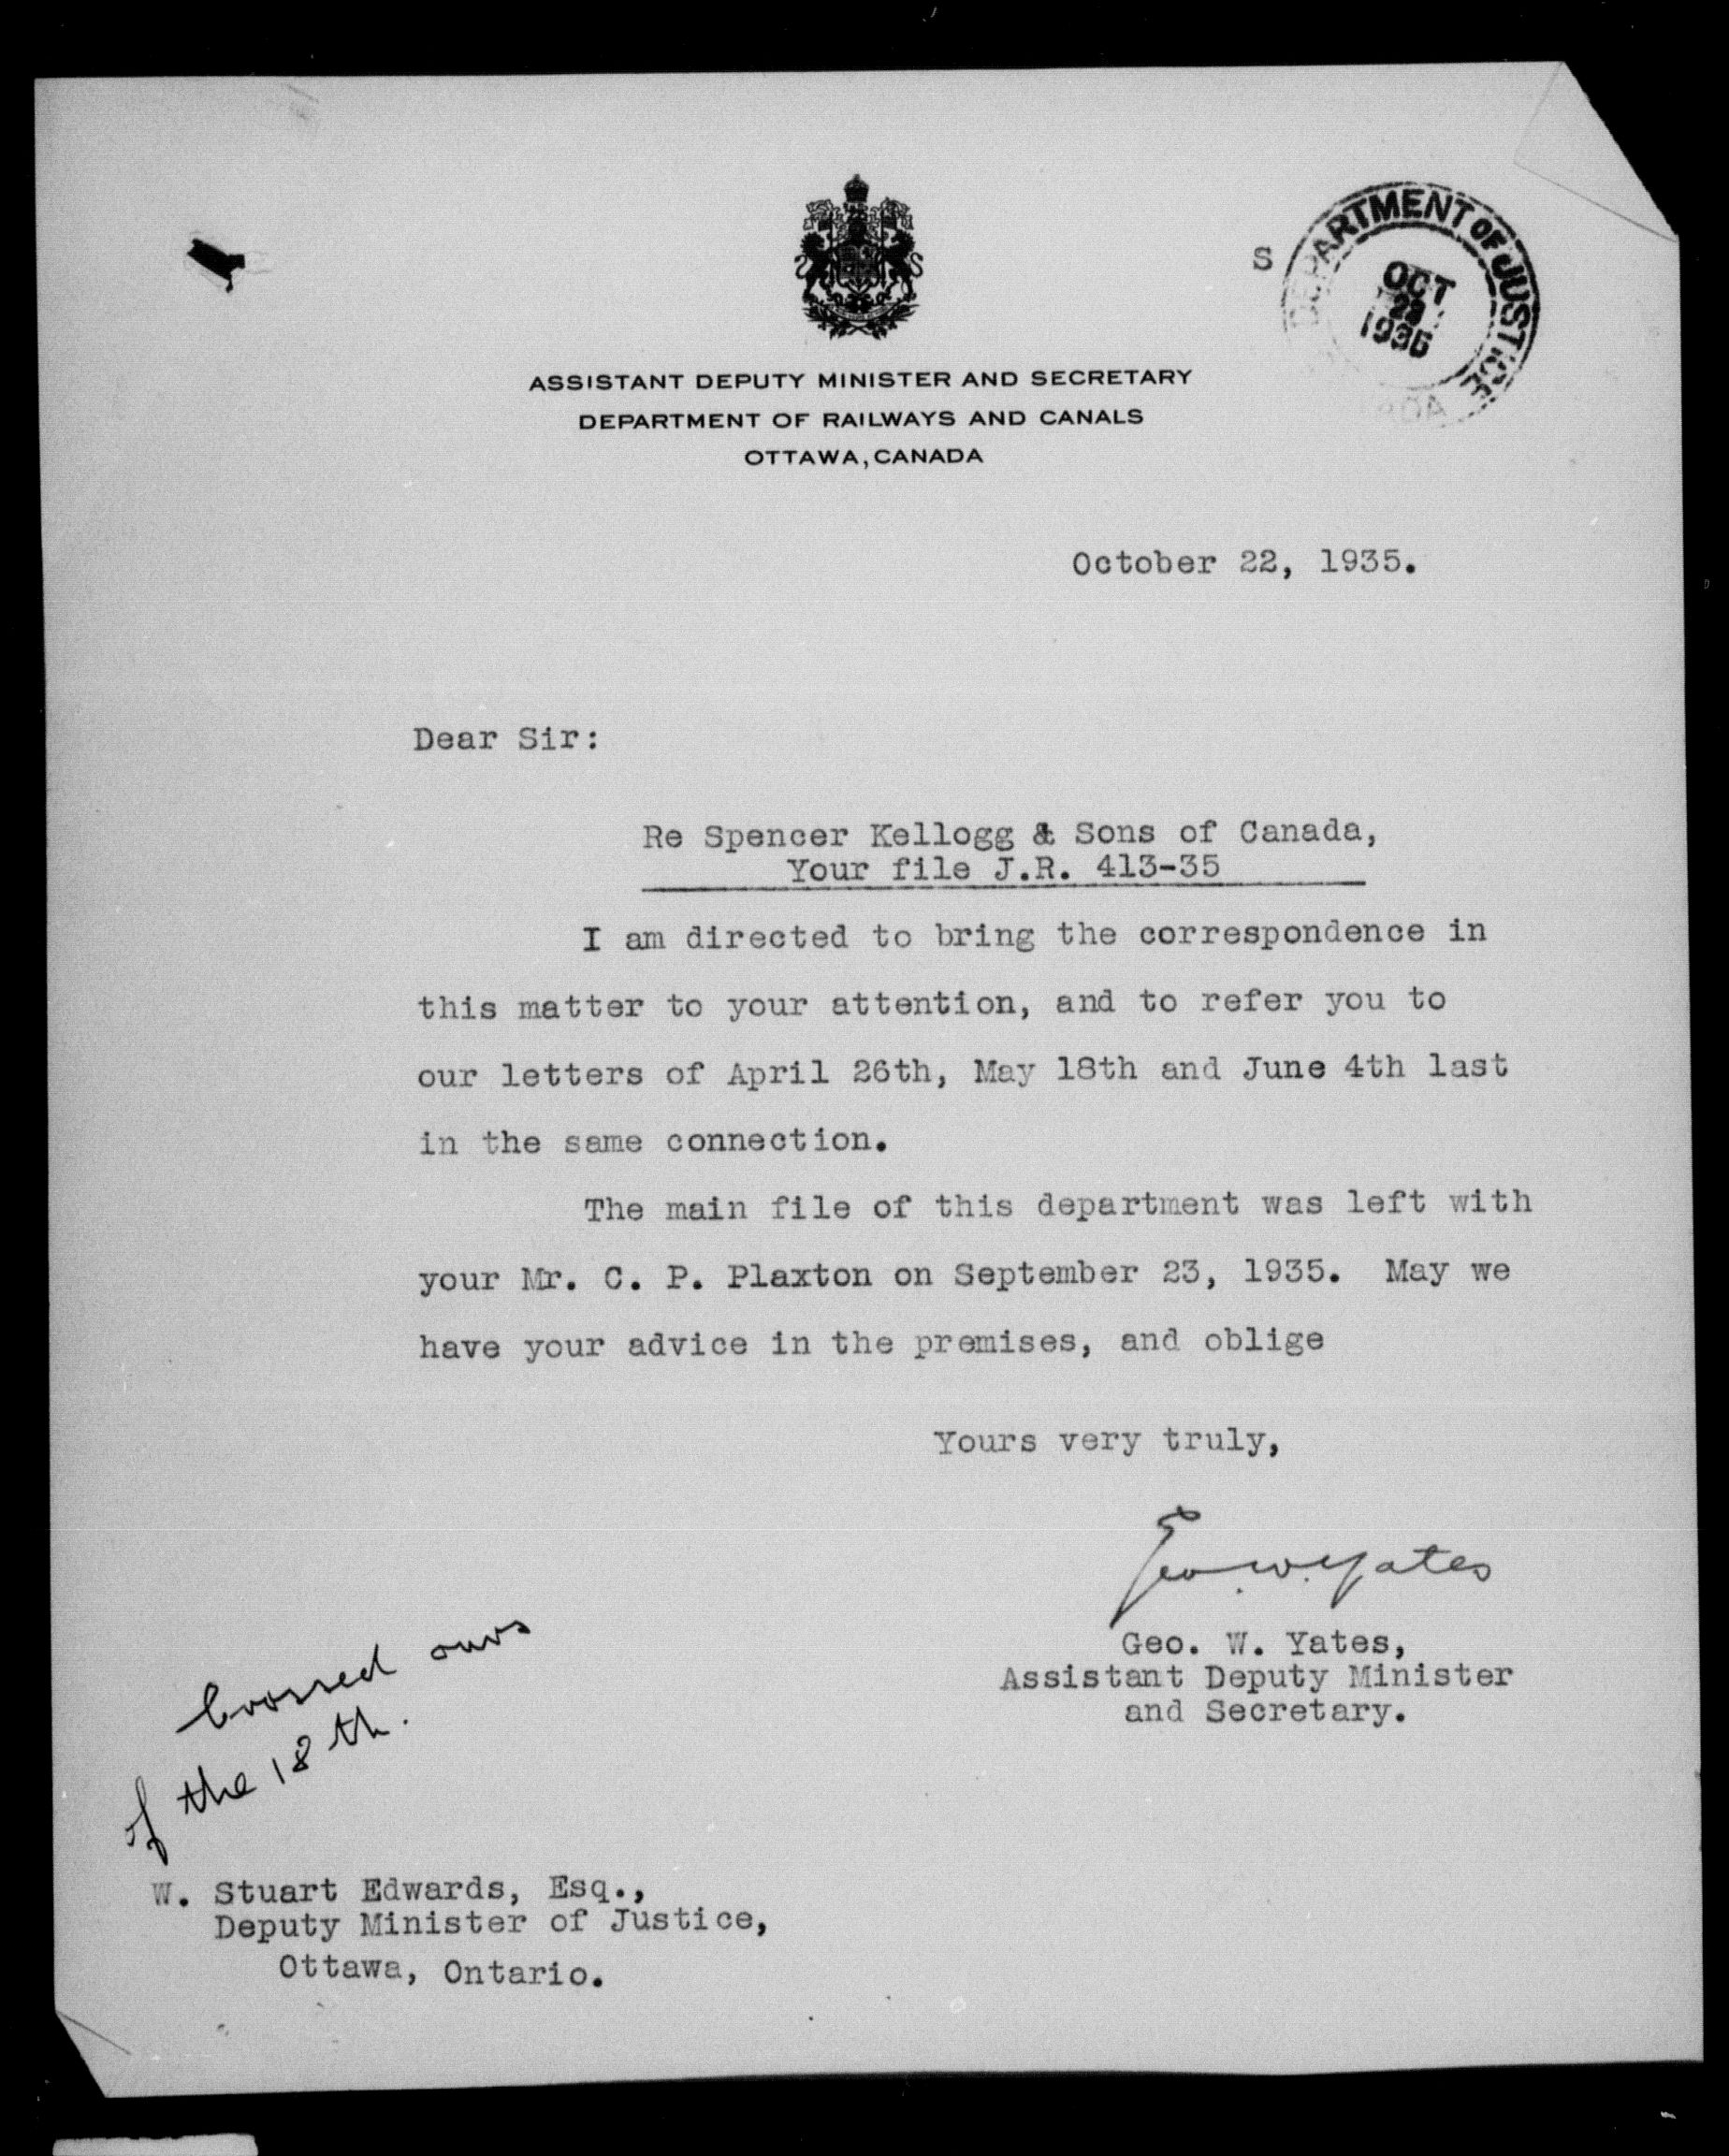 S
DEPARTMENT OF JUSTICE
OCT
1935
ASSISTANT DEPUTY MINISTER AND SECRETARY
DEPARTMENT OF RAILWAYS AND CANALS
OTTAWA, CANADA
October 22, 1935.
Dear Sir:
Re Spencer Kellogg & Sons of Canada,
Your file J.R. 413-35
I am directed to bring the correspondence in
this matter to your attention, and to refer you to
our letters of April 26th, May 18th and June 4th last
in the same connection.
The main file of this department was left with
your Mr. C. P. Plaxton on September 23, 1935. May we
have your advice in the premises, and oblige
Yours very truly,
Geo. W. Yates
Geo. W. Yates,
Assistant Deputy Minister
and Secretary.
Crossed ours
of the 18th.
W. Stuart Edwards, Esq.,
Deputy Minister of Justice,
Ottawa, Ontario.